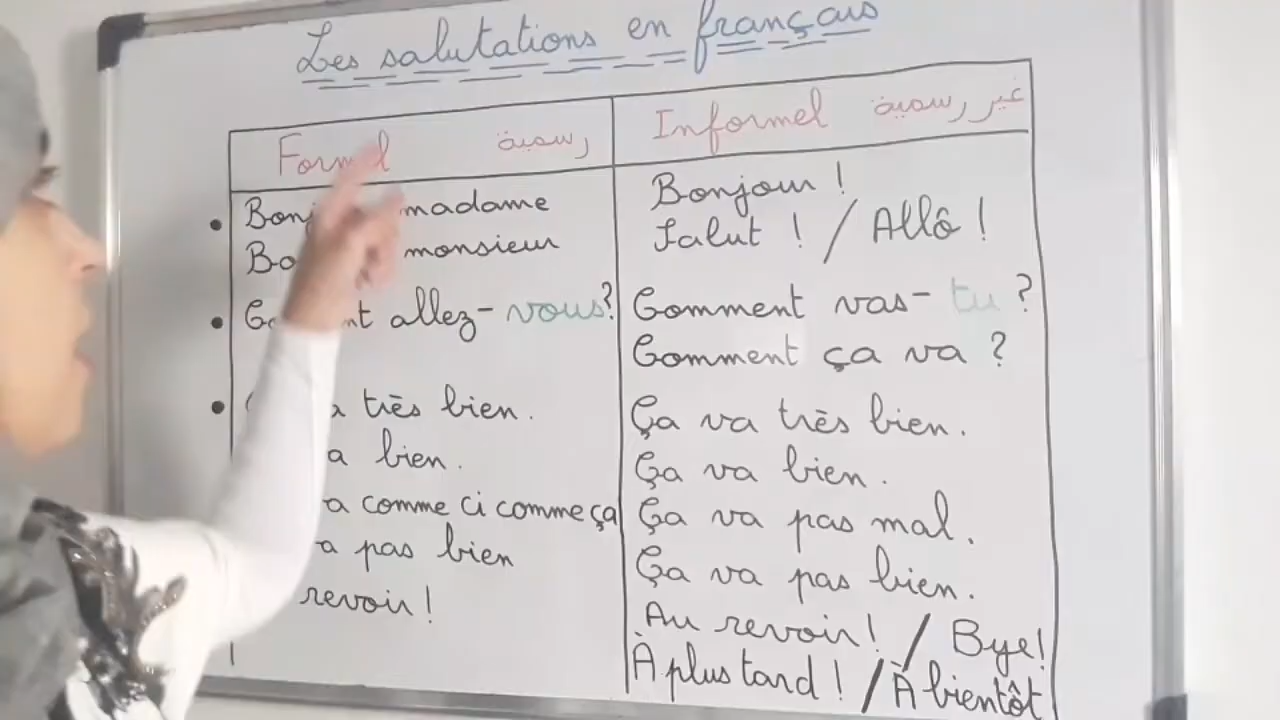 Les salutations en français
Formel رسمية
madame
monsieur
allez-vous?
très bien.
a bien.
a comme ci comme ça
a pas bien
revoir!
Informel غير رسمية
Bonjour !
Salut ! / Allô !
Comment vas-tu ?
Comment ça va ?
Ça va très bien.
Ça va bien.
Ça va pas mal.
Ça va pas bien.
Au revoir! / Bye!
À plus tard ! / À bientôt